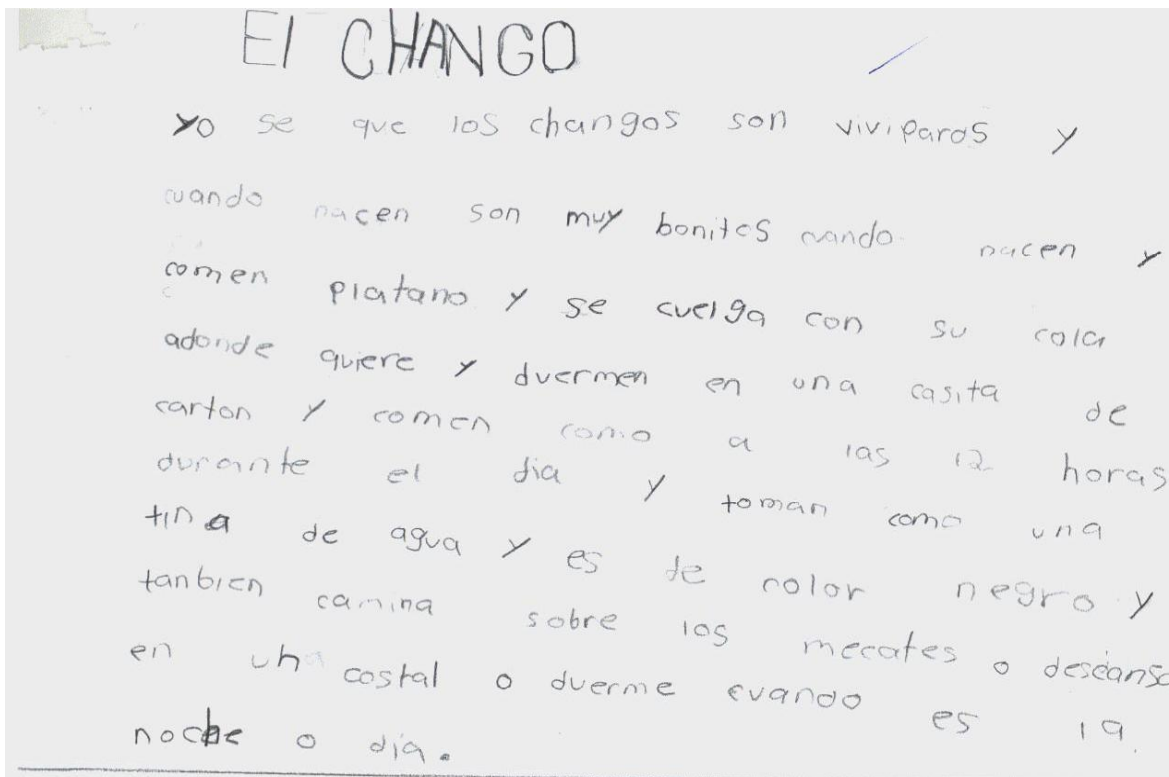 El CHANGO
yo se que los changos son viviparos y
cuando nacen son muy bonitos cuando nacen y
comen platano y se cuelga con su cola
adonde quiere y duermen en una casita de
carton y comen como a las 12 horas
durante el dia y toman como una
tina de agua y es de color negro y
tanbien camina sobre los mecates o descansa
en un costal o duerme cuando es la
noche o dia.